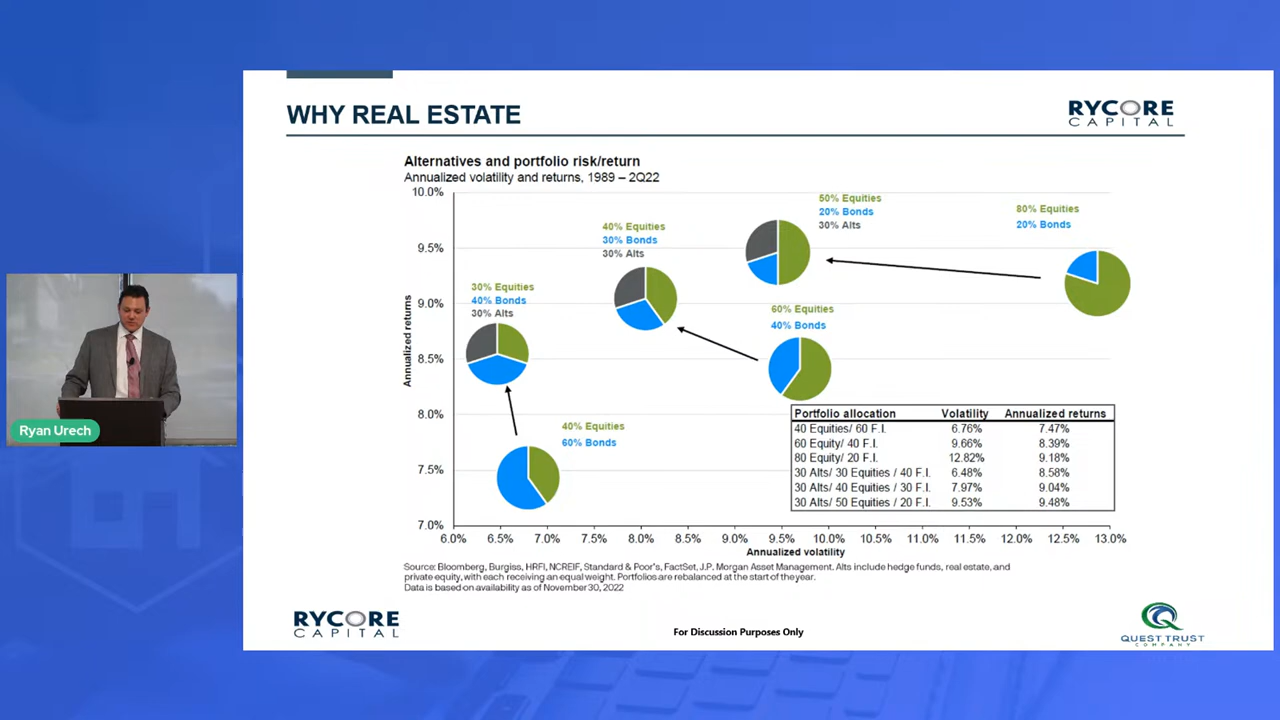 WHY REAL ESTATE
RYCORE
CAPITAL
Alternatives and portfolio risk/return
Annualized volatility and returns, 1989 – 2Q22
10.0%
9.5%
9.0%
8.5%
8.0%
7.5%
7.0%
Annualized returns
30% Equities
40% Bonds
30% Alts
40% Equities
30% Bonds
30% Alts
50% Equities
20% Bonds
30% Alts
80% Equities
20% Bonds
60% Equities
40% Bonds
40% Equities
60% Bonds
Portfolio allocation Volatility Annualized returns
40 Equities/ 60 F.I. 6.76% 7.47%
60 Equity/ 40 F.I. 9.66% 8.39%
80 Equity/ 20 F.I. 12.82% 9.18%
30 Alts/ 30 Equities / 40 F.I. 6.48% 8.58%
30 Alts/ 40 Equities / 30 F.I. 7.97% 9.04%
30 Alts/ 50 Equities / 20 F.I. 9.53% 9.48%
6.0% 6.5% 7.0% 7.5% 8.0% 8.5% 9.0% 9.5% 10.0% 10.5% 11.0% 11.5% 12.0% 12.5% 13.0%
Annualized volatility
Source: Bloomberg, Burgiss, HRFI, NCREIF, Standard & Poor's, FactSet, J.P. Morgan Asset Management. Alts include hedge funds, real estate, and
private equity, with each receiving an equal weight. Portfolios are rebalanced at the start of the year.
Data is based on availability as of November 30, 2022
RYCORE
CAPITAL
For Discussion Purposes Only
QUEST TRUST
COMPANY
Ryan Urech